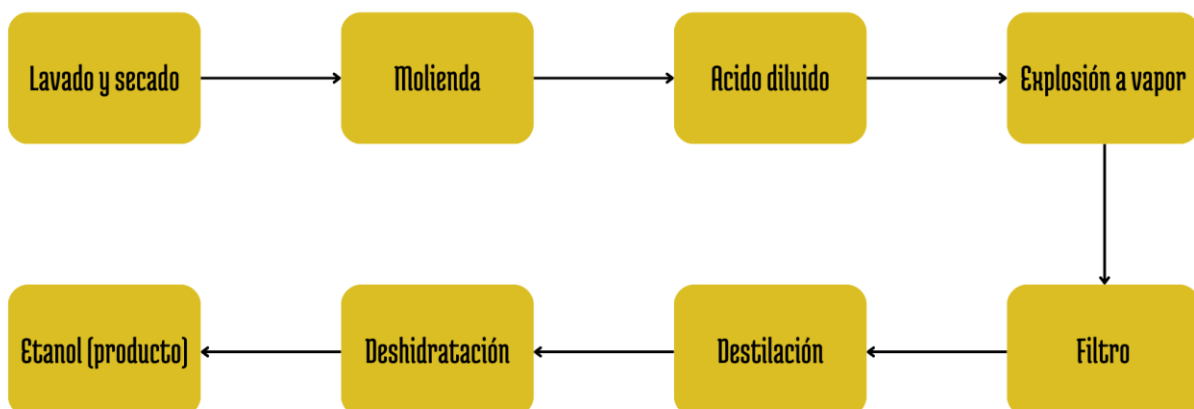 Lavado y secado
Molienda
Acido diluido
Explosión a vapor
Etanol (producto)
Deshidratación
Destilación
Filtro